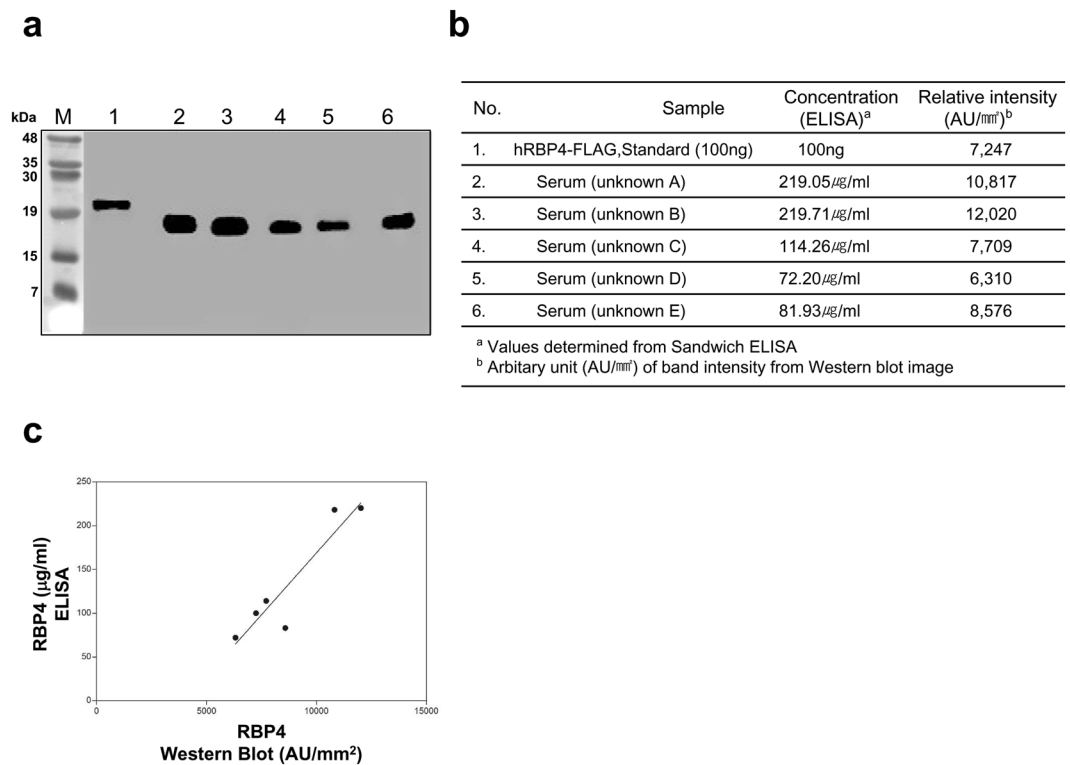 a
kDa M 1 2 3 4 5 6
48
35
30
19
15
7
b
No. Sample Concentration (ELISA)ᵃ Relative intensity (AU/㎟)ᵇ
1. hRBP4-FLAG,Standard (100ng) 100ng 7,247
2. Serum (unknown A) 219.05㎍/ml 10,817
3. Serum (unknown B) 219.71㎍/ml 12,020
4. Serum (unknown C) 114.26㎍/ml 7,709
5. Serum (unknown D) 72.20㎍/ml 6,310
6. Serum (unknown E) 81.93㎍/ml 8,576
ᵃ Values determined from Sandwich ELISA
ᵇ Arbitary unit (AU/㎟) of band intensity from Western blot image
c
RBP4 (μg/ml)
ELISA
250
200
150
100
50
0
0 5000 10000 15000
RBP4
Western Blot (AU/mm²)